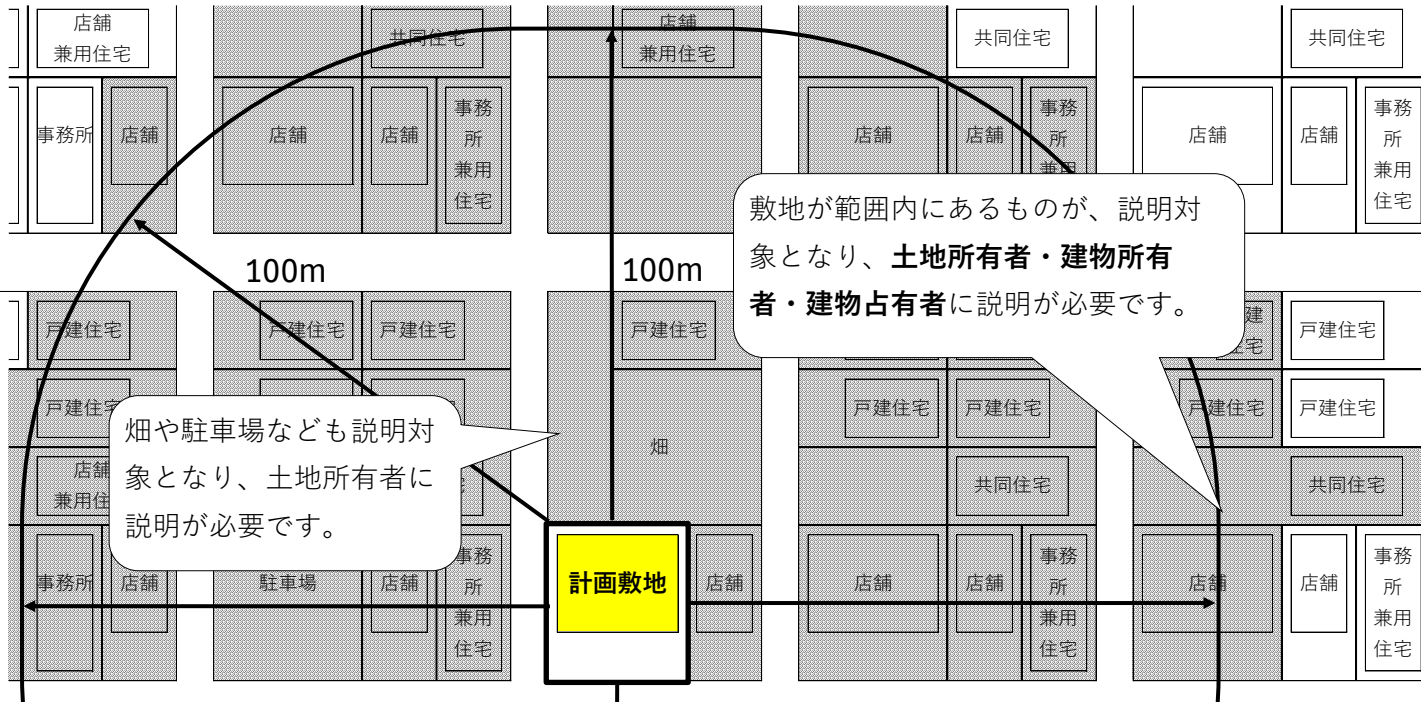 店舗
兼用住宅
共同住宅
店舗
兼用住宅
共同住宅
共同住宅
事務所
店舗
店舗
店舗
事務
所
兼用
住宅
店舗
店舗
事務
所
兼用
店舗
店舗
事務
所
兼用
住宅
敷地が範囲内にあるものが、説明対
象となり、土地所有者・建物所有
者・建物占有者に説明が必要です。
100m
100m
戸建住宅
戸建住宅
戸建住宅
戸建住宅
建
住宅
戸建住宅
戸建住宅
戸建住宅
戸建住宅
戸建住宅
戸建住宅
畑や駐車場なども説明対
象となり、土地所有者に
説明が必要です。
畑
店舗
兼用住
共同住宅
共同住宅
事務所
店舗
駐車場
店舗
事務
所
兼用
住宅
計画敷地
店舗
店舗
店舗
事務
所
兼用
住宅
店舗
店舗
事務
所
兼用
住宅